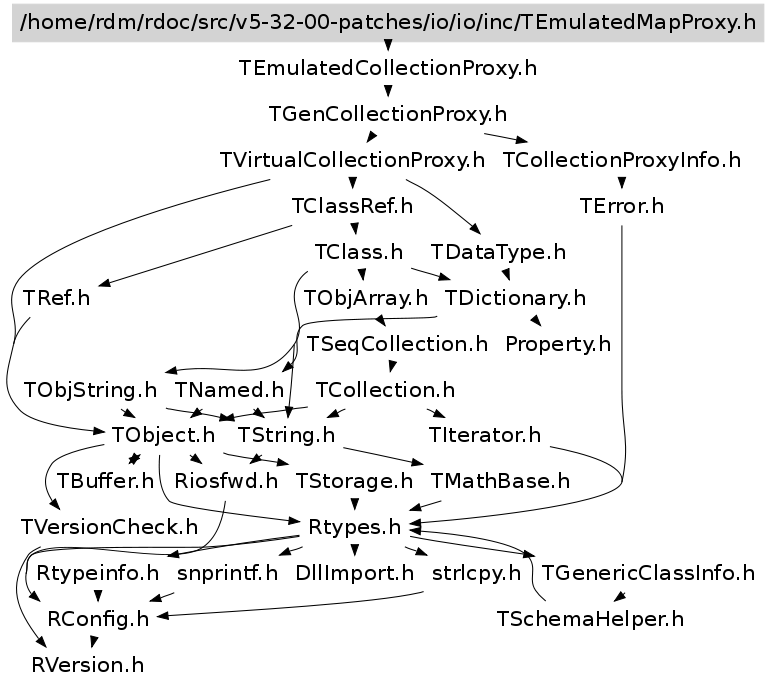 /home/rdm/rdoc/src/v5-32-00-patches/io/io/inc/TEmulatedMapProxy.h
TEmulatedCollectionProxy.h
TGenCollectionProxy.h
TVirtualCollectionProxy.h TCollectionProxyInfo.h
TClassRef.h TError.h
TClass.h TDataType.h
TRef.h TObjArray.h TDictionary.h
TSeqCollection.h Property.h
TObjString.h TNamed.h TCollection.h
TObject.h TString.h TIterator.h
TBuffer.h Riosfwd.h TStorage.h TMathBase.h
TVersionCheck.h Rtypes.h
Rtypeinfo.h snprintf.h DllImport.h strlcpy.h TGenericClassInfo.h
RConfig.h TSchemaHelper.h
RVersion.h